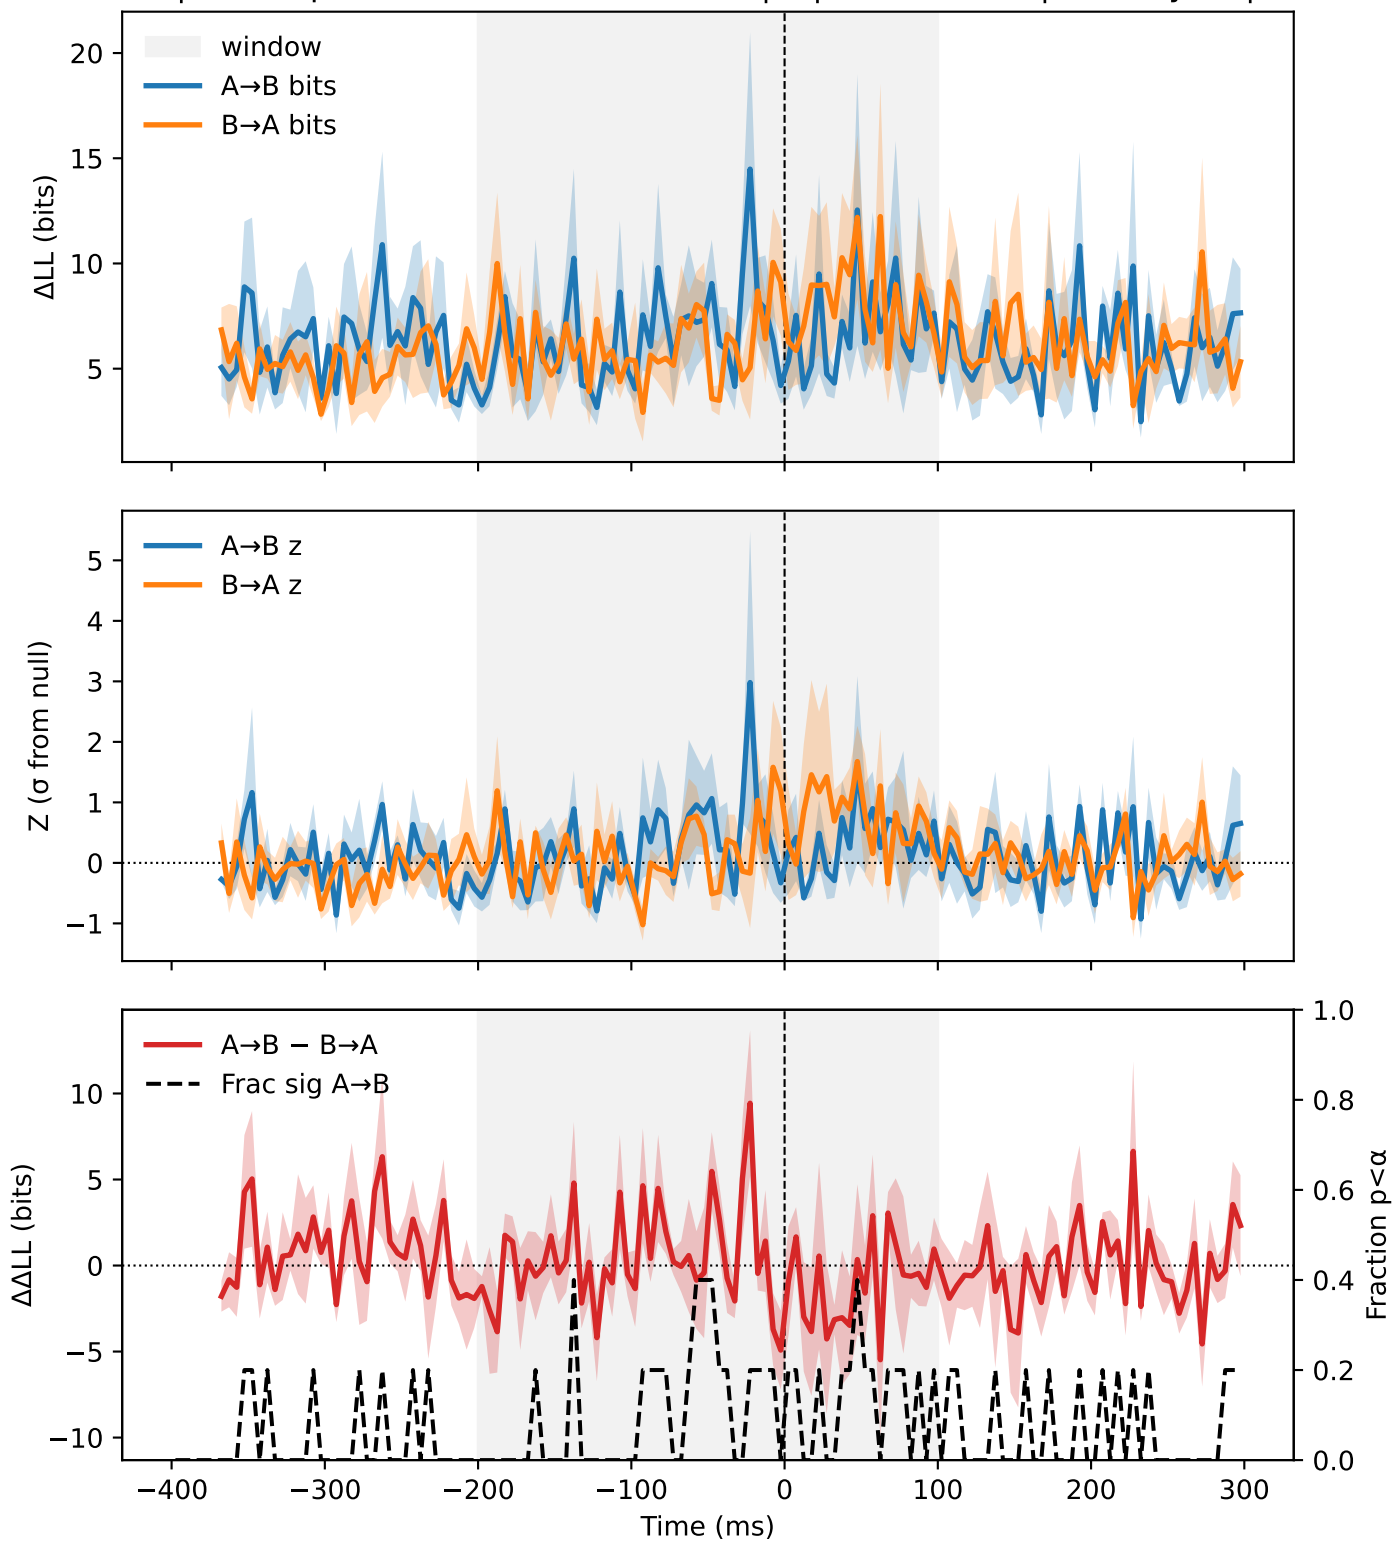 20
15
10
5
ΔLL (bits)
window
A→B bits
B→A bits
5
4
3
2
1
0
−1
Z (σ from null)
A→B z
B→A z
10
5
0
−5
−10
ΔΔLL (bits)
A→B − B→A
Frac sig A→B
1.0
0.8
0.6
0.4
0.2
0.0
Fraction p<α
−400 −300 −200 −100 0 100 200 300
Time (ms)